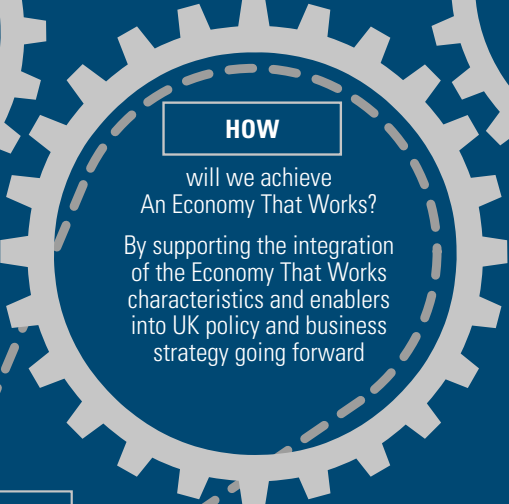 HOW
will we achieve
An Economy That Works?
By supporting the integration
of the Economy That Works
characteristics and enablers
into UK policy and business
strategy going forward